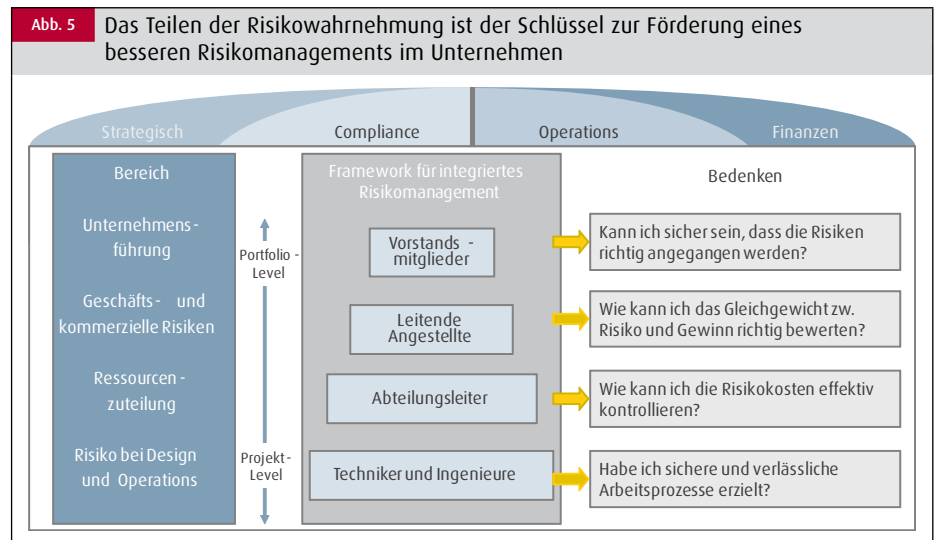 Abb. 5
Das Teilen der Risikowahrnehmung ist der Schlüssel zur Förderung eines
besseren Risikomanagements im Unternehmen
Strategisch
Compliance
Operations
Finanzen
Bereich
Framework für integriertes
Risikomanagement
Bedenken
Unternehmens-
führung
Portfolio-
Level
Vorstands-
mitglieder
Kann ich sicher sein, dass die Risiken
richtig angegangen werden?
Geschäfts- und
kommerzielle Risiken
Leitende
Angestellte
Wie kann ich das Gleichgewicht zw.
Risiko und Gewinn richtig bewerten?
Ressourcen-
zuteilung
Abteilungsleiter
Wie kann ich die Risikokosten effektiv
kontrollieren?
Risiko bei Design
und Operations
Projekt-
Level
Techniker und Ingenieure
Habe ich sichere und verlässliche
Arbeitsprozesse erzielt?